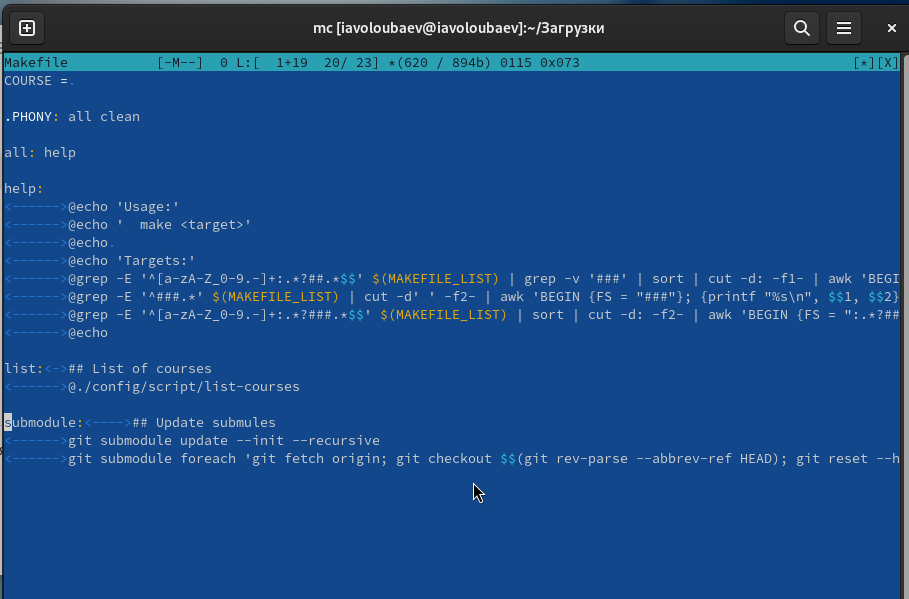 mc [iavoloubaev@iavoloubaev]:~/Загрузки
Makefile [-M--] 0 L:[ 1+19 20/ 23] *(620 / 894b) 0115 0x073 [*][X]
COURSE =.
.PHONY: all clean
all: help
help:
<------>@echo 'Usage:'
<------>@echo '  make <target>'
<------>@echo.
<------>@echo 'Targets:'
<------>@grep -E '^[a-zA-Z_0-9.-]+:.*?##.*$$' $(MAKEFILE_LIST) | grep -v '###' | sort | cut -d: -f1- | awk 'BEGI
<------>@grep -E '^###.*' $(MAKEFILE_LIST) | cut -d' ' -f2- | awk 'BEGIN {FS = "###"}; {printf "%s\n", $$1, $$2}
<------>@grep -E '^[a-zA-Z_0-9.-]+:.*?###.*$$' $(MAKEFILE_LIST) | sort | cut -d: -f2- | awk 'BEGIN {FS = ":.*?##
<------>@echo
list:<->## List of courses
<------>@./config/script/list-courses
submodule:<---->## Update submules
<------>git submodule update --init --recursive
<------>git submodule foreach 'git fetch origin; git checkout $$(git rev-parse --abbrev-ref HEAD); git reset --h